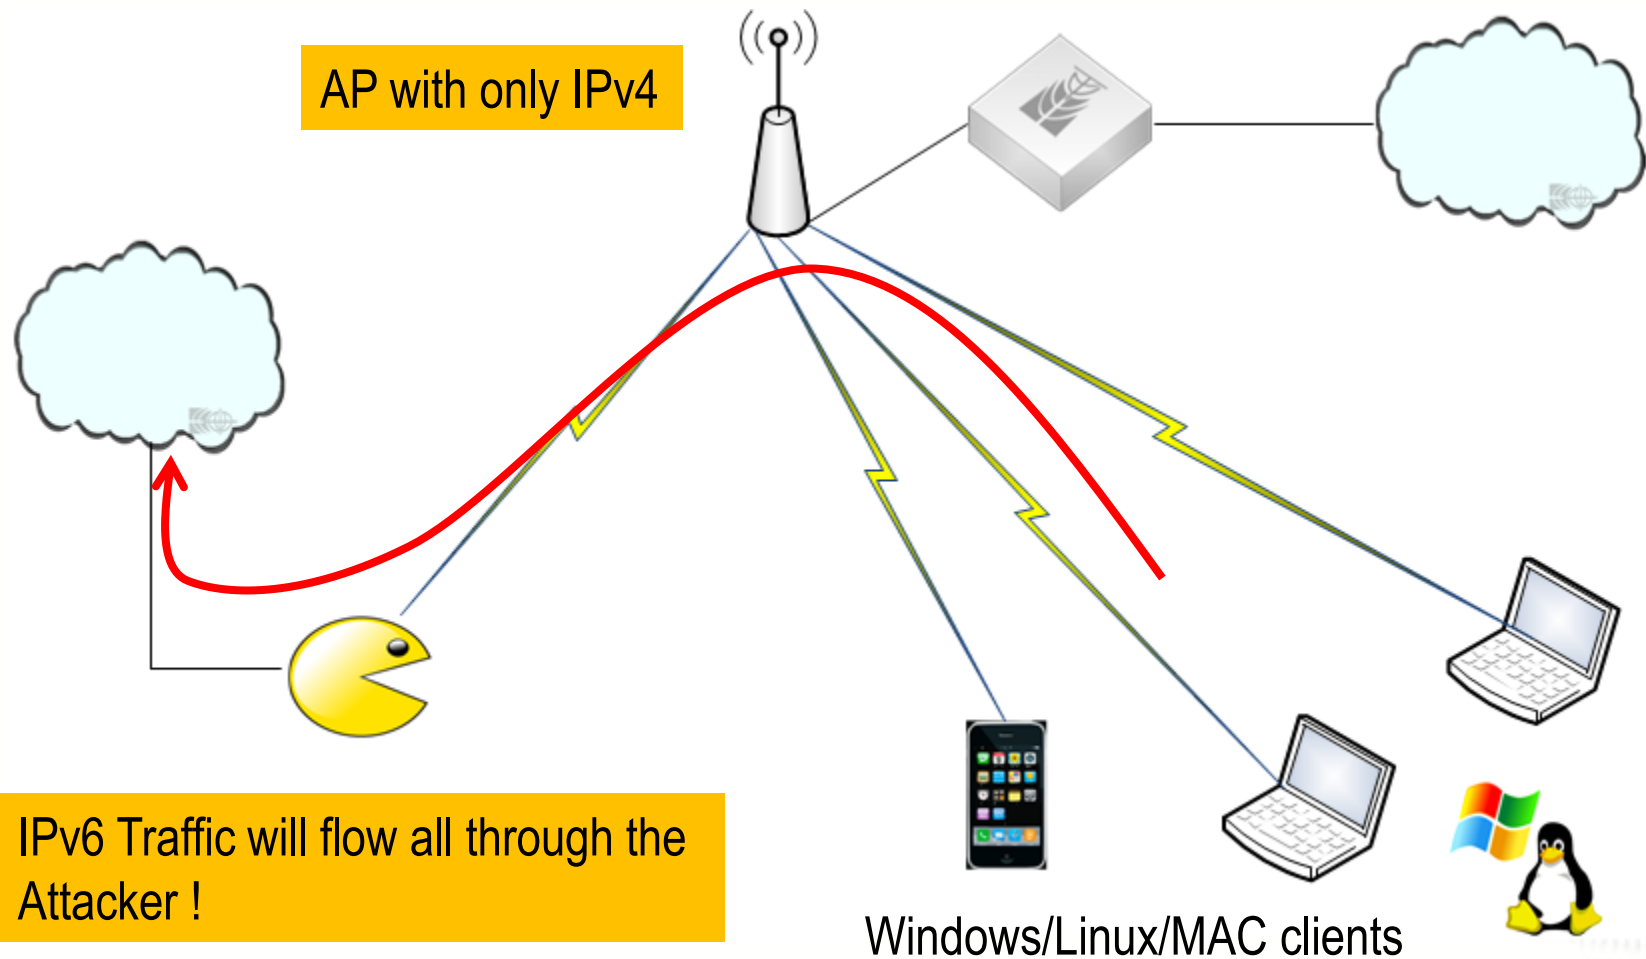 AP with only IPv4
IPv6 Traffic will flow all through the
Attacker !
Windows/Linux/MAC clients